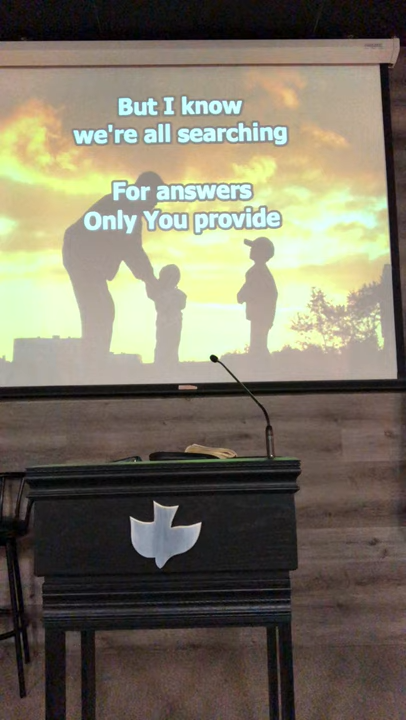 But I know
we're all searching
For answers
Only You provide